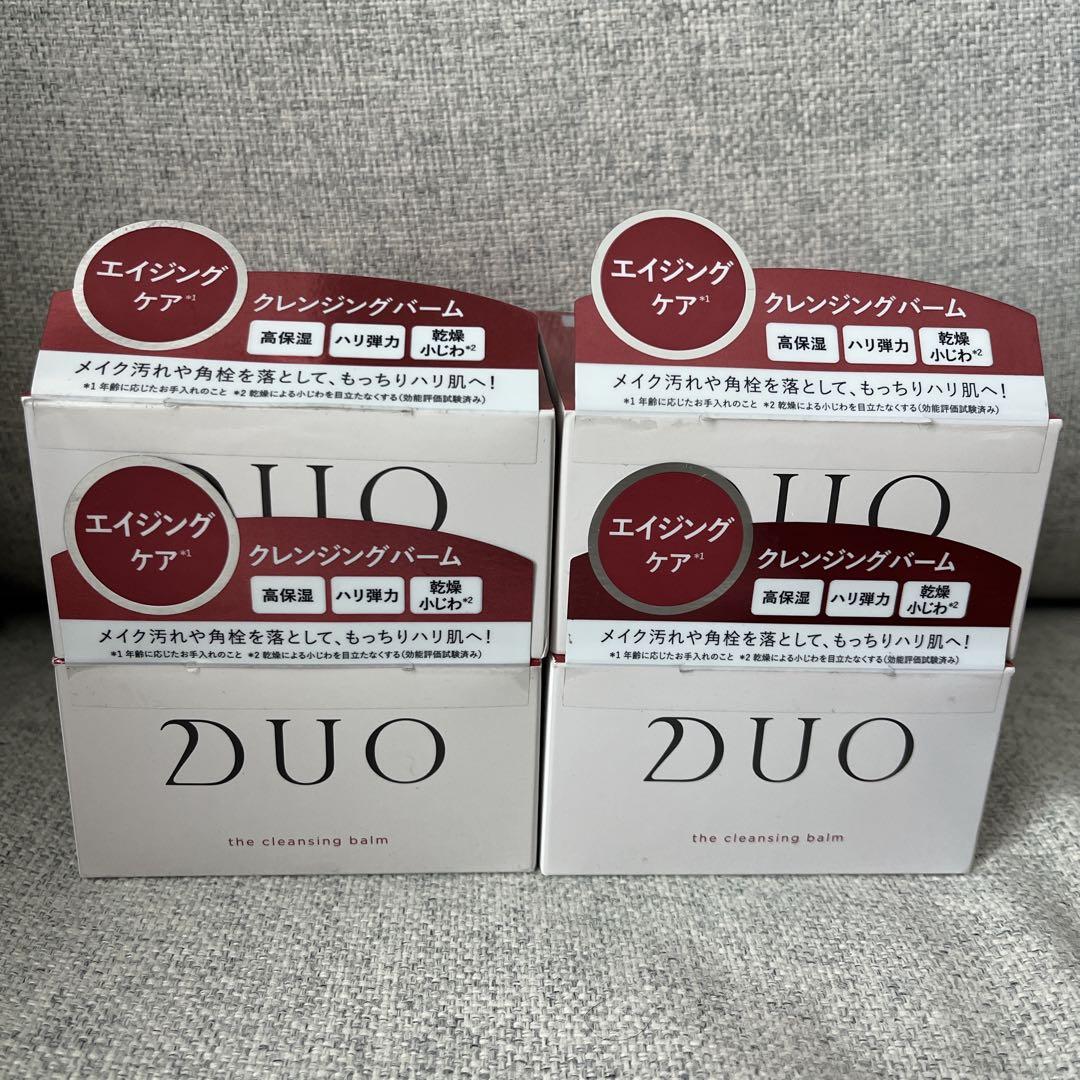 エイジング
ケア*1
クレンジングバーム
高保湿
ハリ弾力
乾燥
小じわ*2
メイク汚れや角栓を落として、もっちりハリ肌へ!
*1 年齢に応じたお手入れのこと *2 乾燥による小じわを目立たなくする(効能評価試験済み)
DUO
エイジング
ケア*1
クレンジングバーム
高保湿
ハリ弾力
乾燥
小じわ*2
メイク汚れや角栓を落として、もっちりハリ肌へ!
*1 年齢に応じたお手入れのこと *2 乾燥による小じわを目立たなくする(効能評価試験済み)
DUO
エイジング
ケア*1
クレンジングバーム
高保湿
ハリ弾力
乾燥
小じわ*2
メイク汚れや角栓を落として、もっちりハリ肌へ!
*1 年齢に応じたお手入れのこと *2 乾燥による小じわを目立たなくする(効能評価試験済み)
DUO
the cleansing balm
エイジング
ケア*1
クレンジングバーム
高保湿
ハリ弾力
乾燥
小じわ*2
メイク汚れや角栓を落として、もっちりハリ肌へ!
*1 年齢に応じたお手入れのこと *2 乾燥による小じわを目立たなくする(効能評価試験済み)
DUO
the cleansing balm